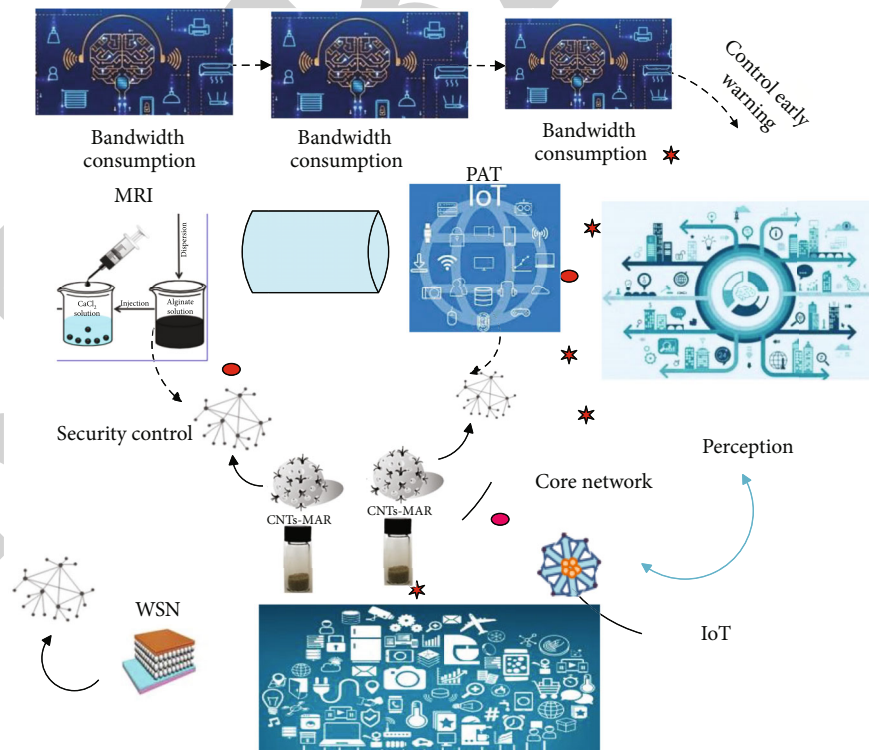 Bandwidth
consumption
Bandwidth
consumption
Bandwidth
consumption
Control early
warning
MRI
PAT
IoT
Dispersion
CaCl₂
solution
Injection
Alginate
solution
Security control
CNTs-MAR
CNTs-MAR
Core network
Perception
WSN
IoT